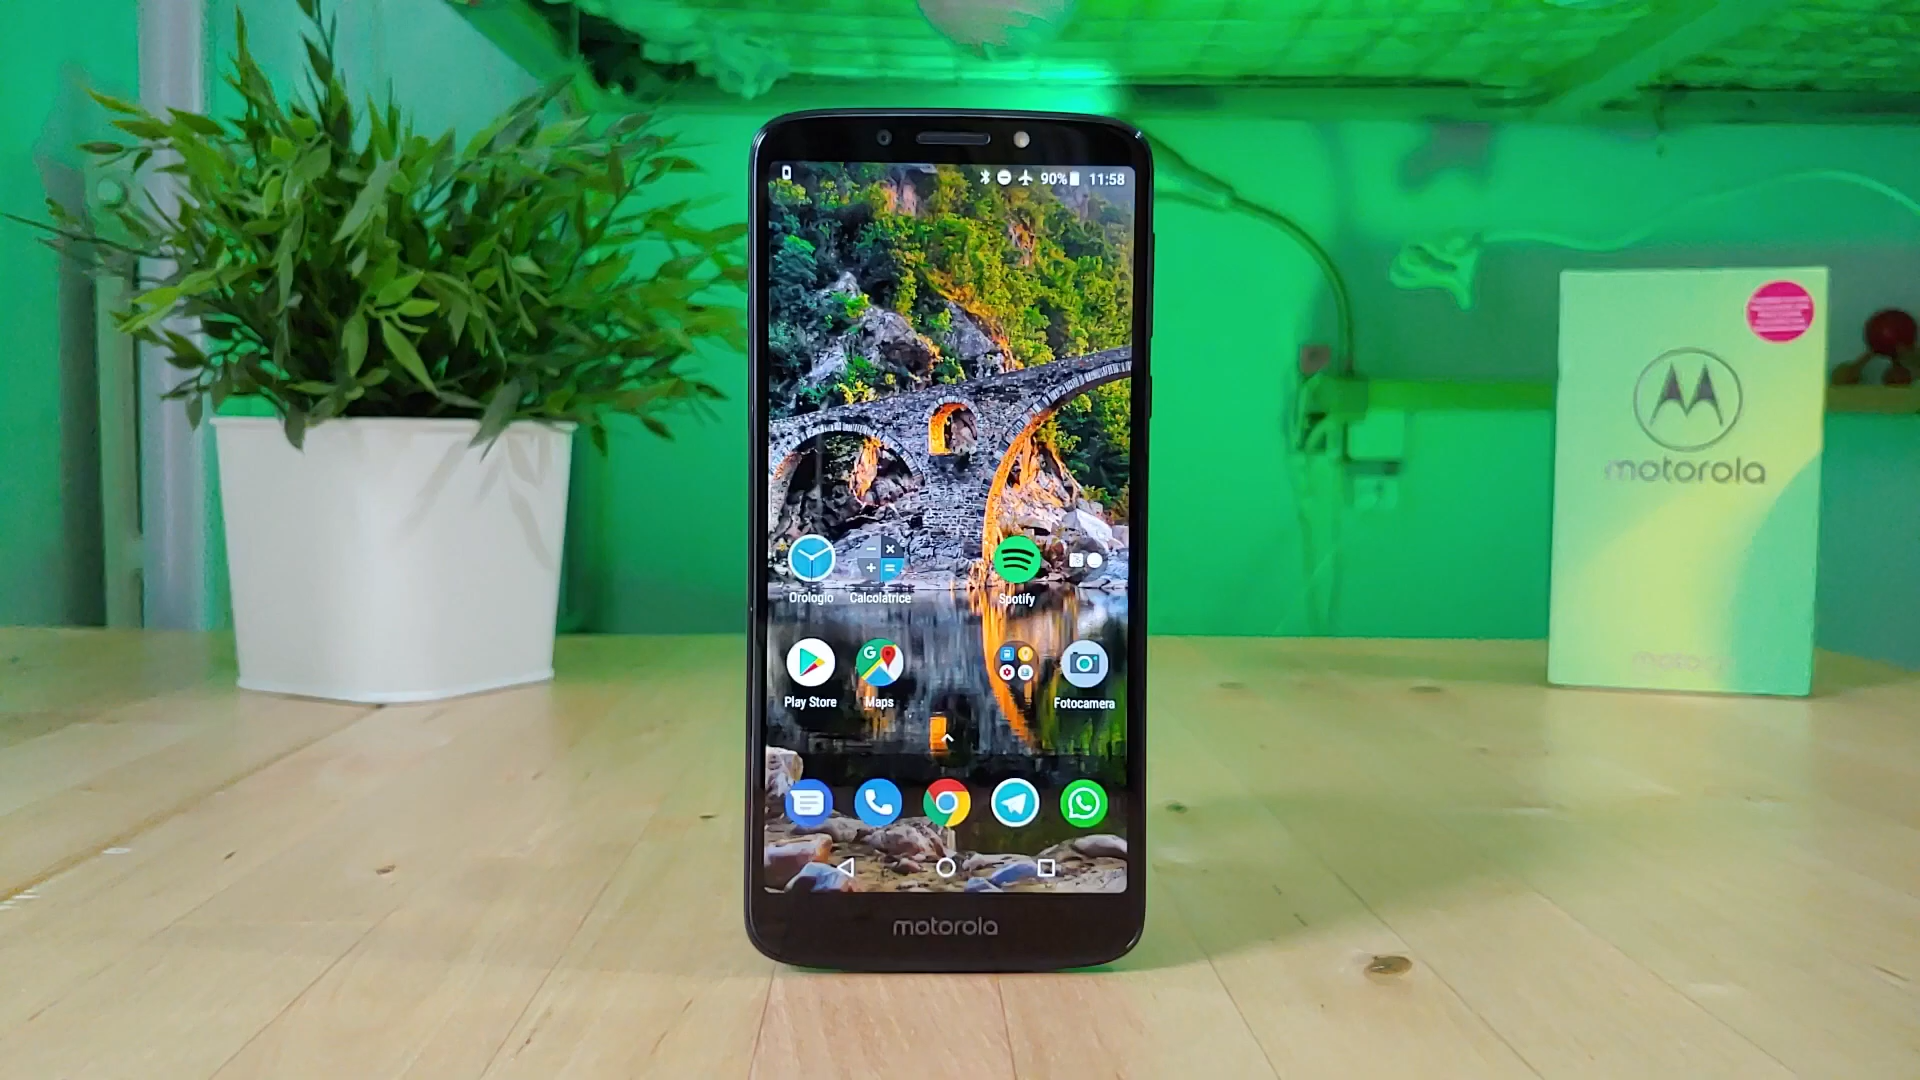 90% 11:58
Orologio Calcolatrice Spotify
Play Store Maps Fotocamera
motorola
motorola